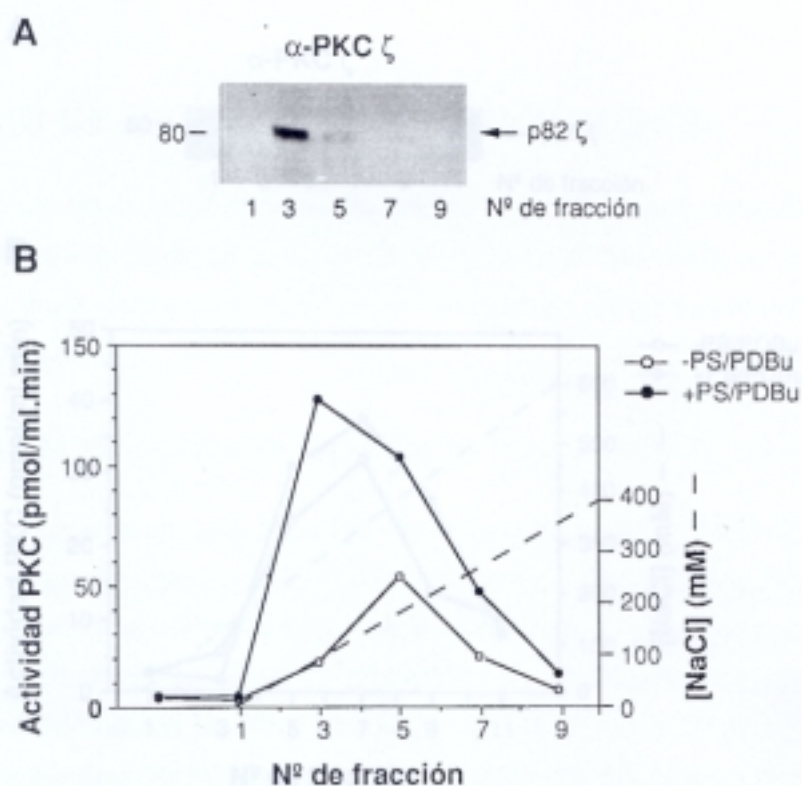 A
α-PKC ζ
80
p82 ζ
1 3 5 7 9 Nº de fracción
B
150
100
50
0
Actividad PKC (pmol/ml.min)
-PS/PDBu
+PS/PDBu
400
300
200
100
0
[NaCl] (mM)
1 3 5 7 9
Nº de fracción